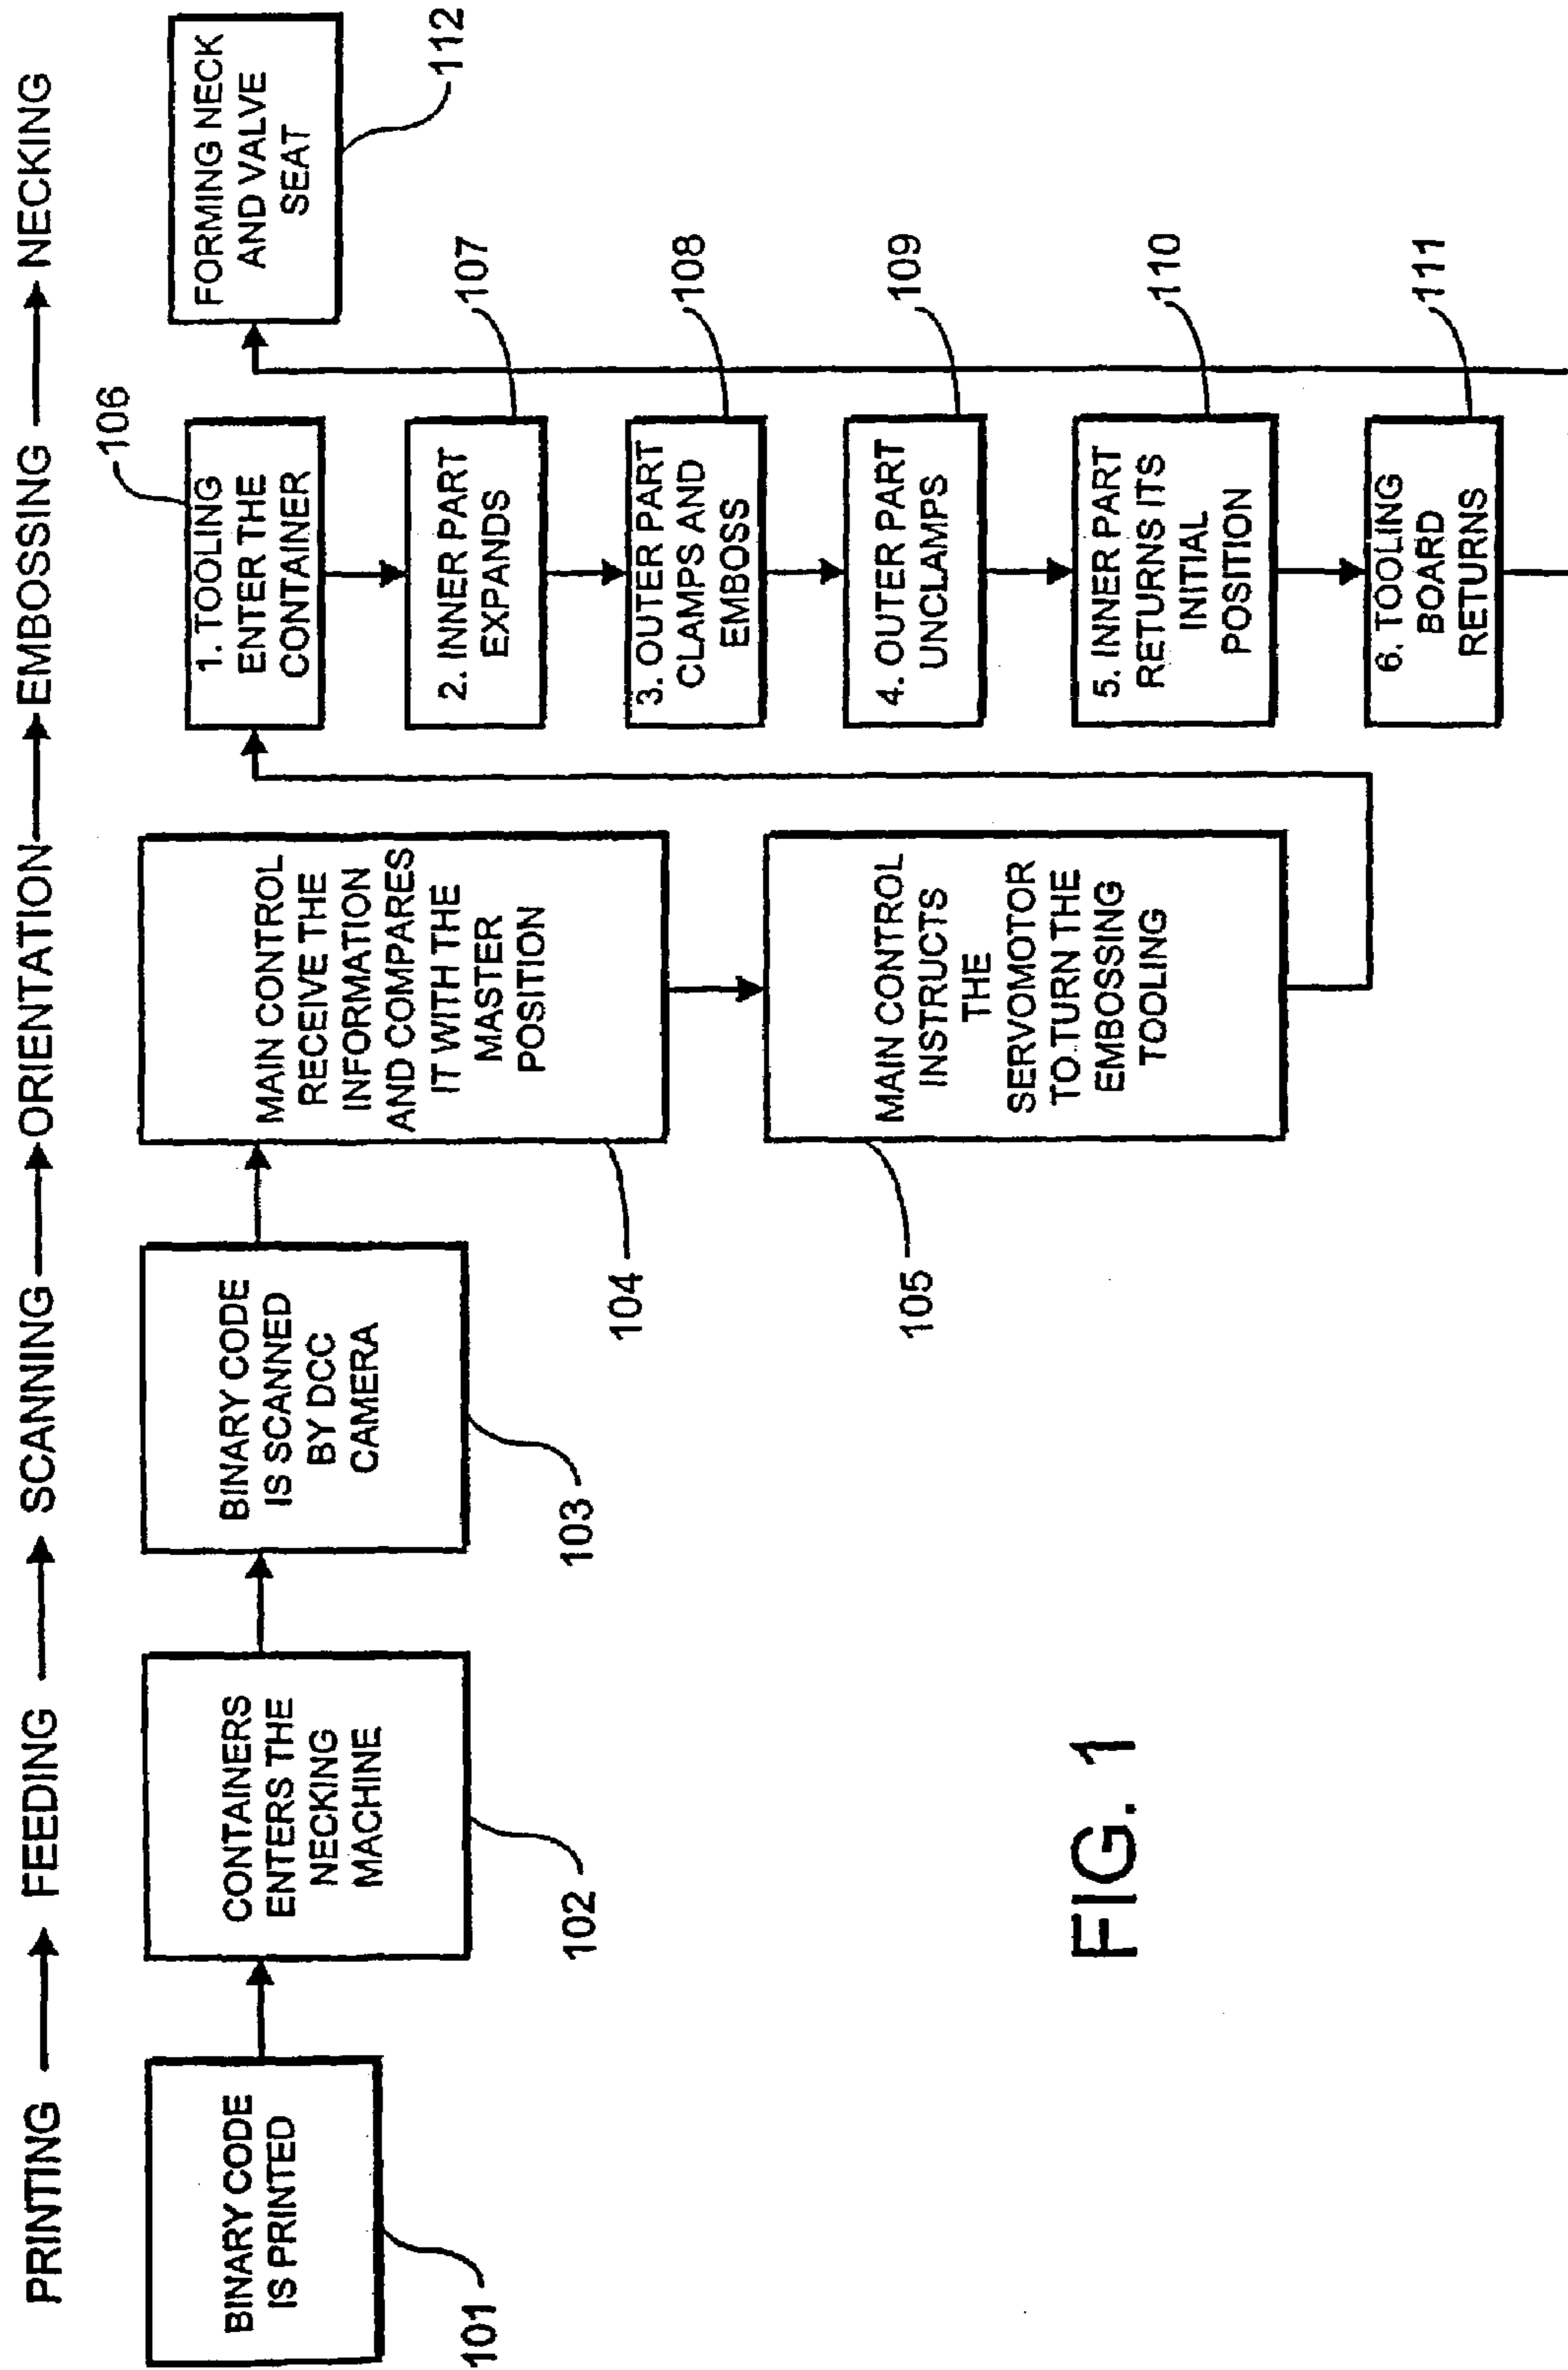 PRINTING FEEDING SCANNING ORIENTATION EMBOSSING NECKING
BINARY CODE
IS PRINTED
101
CONTAINERS
ENTERS THE
NECKING
MACHINE
102
BINARY CODE
IS SCANNED
BY DCC
CAMERA
103
MAIN CONTROL
RECEIVE THE
INFORMATION
AND COMPARES
IT WITH THE
MASTER
POSITION
104
MAIN CONTROL
INSTRUCTS
THE
SERVOMOTOR
TO TURN THE
EMBOSSING
TOOLING
105
106
1. TOOLING
ENTER THE
CONTAINER
2. INNER PART
EXPANDS
107
3. OUTER PART
CLAMPS AND
EMBOSS
108
4. OUTER PART
UNCLAMPS
109
5. INNER PART
RETURNS ITS
INITIAL
POSITION
110
6. TOOLING
BOARD
RETURNS
111
FORMING NECK
AND VALVE
SEAT
112
FIG. 1